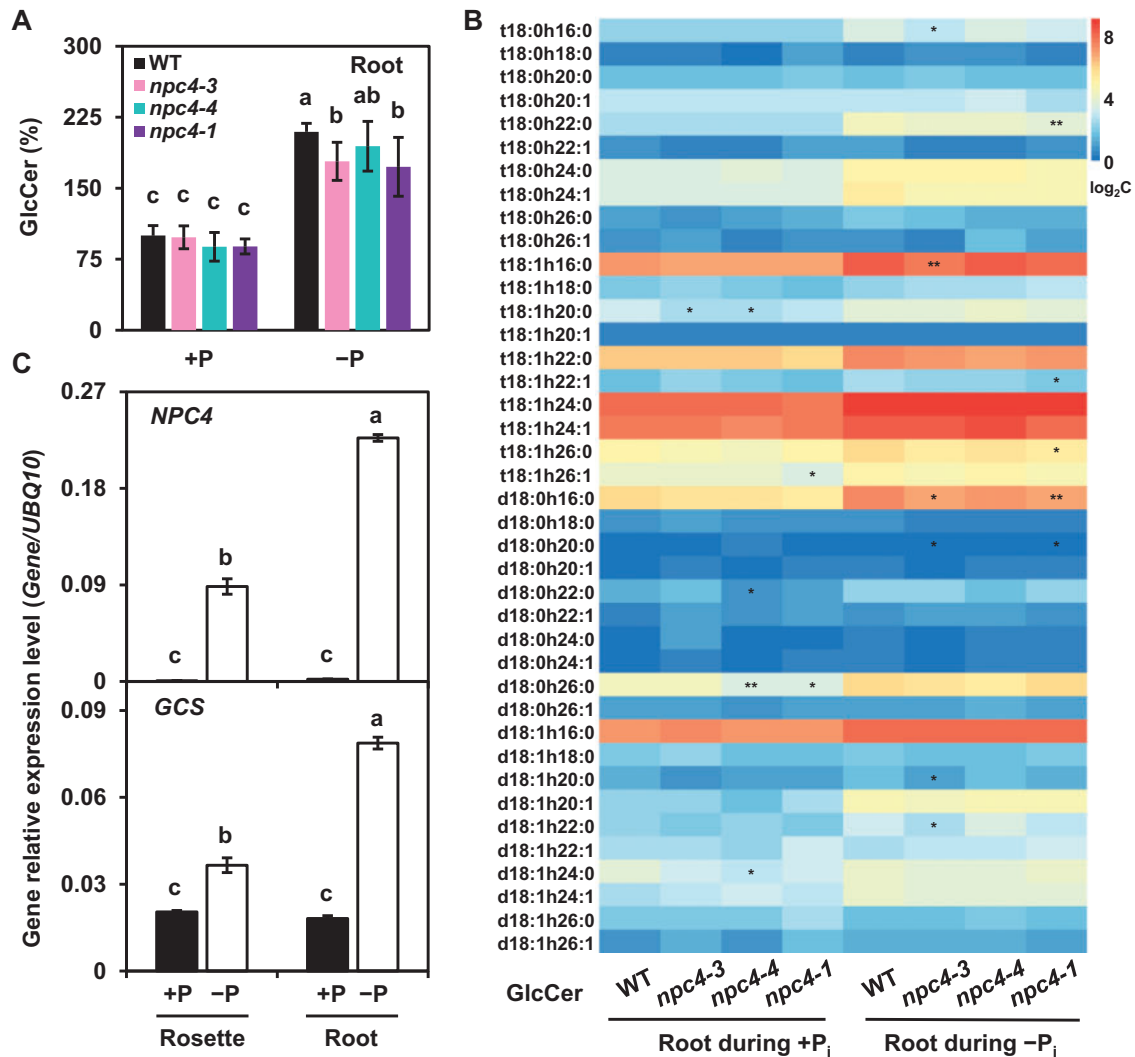 A
300
225
150
75
0
GlcCer (%)
WT
npc4-3
npc4-4
npc4-1
Root
c c c c
a b ab b
+P −P
B
t18:0h16:0 *
t18:0h18:0
t18:0h20:0
t18:0h20:1
t18:0h22:0 **
t18:0h22:1
t18:0h24:0
t18:0h24:1
t18:0h26:0
t18:0h26:1
t18:1h16:0 **
t18:1h18:0
t18:1h20:0 * *
t18:1h20:1
t18:1h22:0
t18:1h22:1 *
t18:1h24:0
t18:1h24:1
t18:1h26:0 *
t18:1h26:1 *
d18:0h16:0 * **
d18:0h18:0
d18:0h20:0 * *
d18:0h20:1
d18:0h22:0 *
d18:0h22:1
d18:0h24:0
d18:0h24:1
d18:0h26:0 ** *
d18:0h26:1
d18:1h16:0
d18:1h18:0
d18:1h20:0 *
d18:1h20:1
d18:1h22:0 *
d18:1h22:1
d18:1h24:0 *
d18:1h24:1
d18:1h26:0
d18:1h26:1
8
4
0
log₂C
GlcCer
WT npc4-3 npc4-4 npc4-1 WT npc4-3 npc4-4 npc4-1
Root during +Pᵢ Root during −Pᵢ
C
Gene relative expression level (Gene/UBQ10)
0.27
0.18
0.09
0
NPC4
c b c a
0.09
0.06
0.03
0
GCS
c b c a
+P −P +P −P
Rosette Root